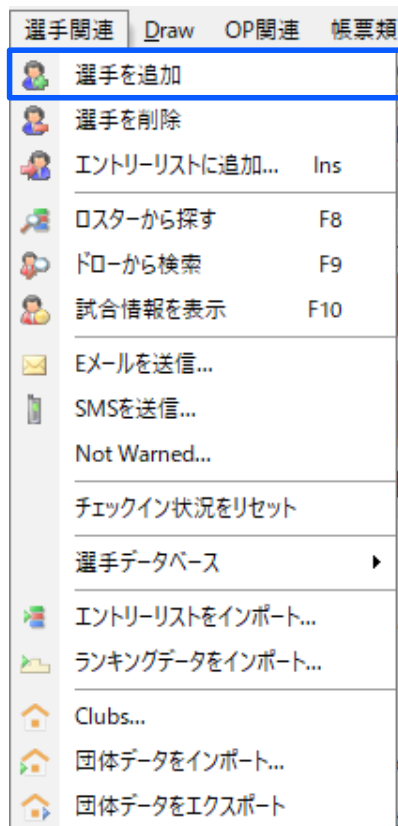 選手関連 Draw OP関連 帳票類
選手を追加
選手を削除
エントリーリストに追加... Ins
ロスターから探す F8
ドローから検索 F9
試合情報を表示 F10
Eメールを送信...
SMSを送信...
Not Warned...
チェックイン状況をリセット
選手データベース
エントリーリストをインポート...
ランキングデータをインポート...
Clubs...
団体データをインポート...
団体データをエクスポート